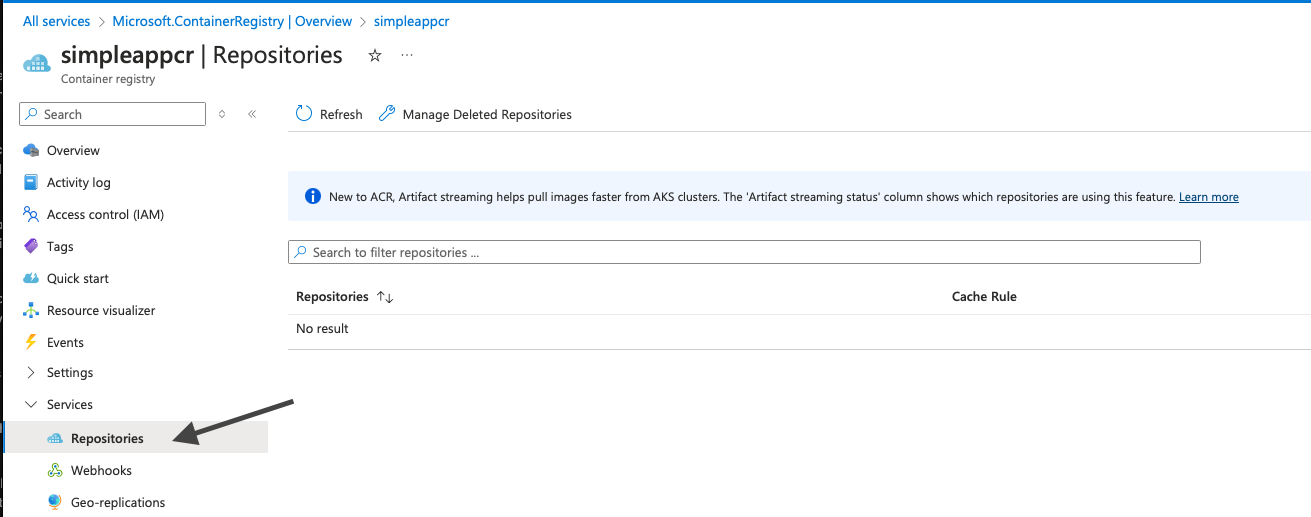 All services > Microsoft.ContainerRegistry | Overview > simpleappcr
simpleappcr | Repositories
Container registry
Search
Refresh
Manage Deleted Repositories
Overview
Activity log
Access control (IAM)
Tags
Quick start
Resource visualizer
Events
Settings
Services
Repositories
Webhooks
Geo-replications
New to ACR, Artifact streaming helps pull images faster from AKS clusters. The 'Artifact streaming status' column shows which repositories are using this feature. Learn more
Search to filter repositories ...
Repositories ↑↓ Cache Rule
No result